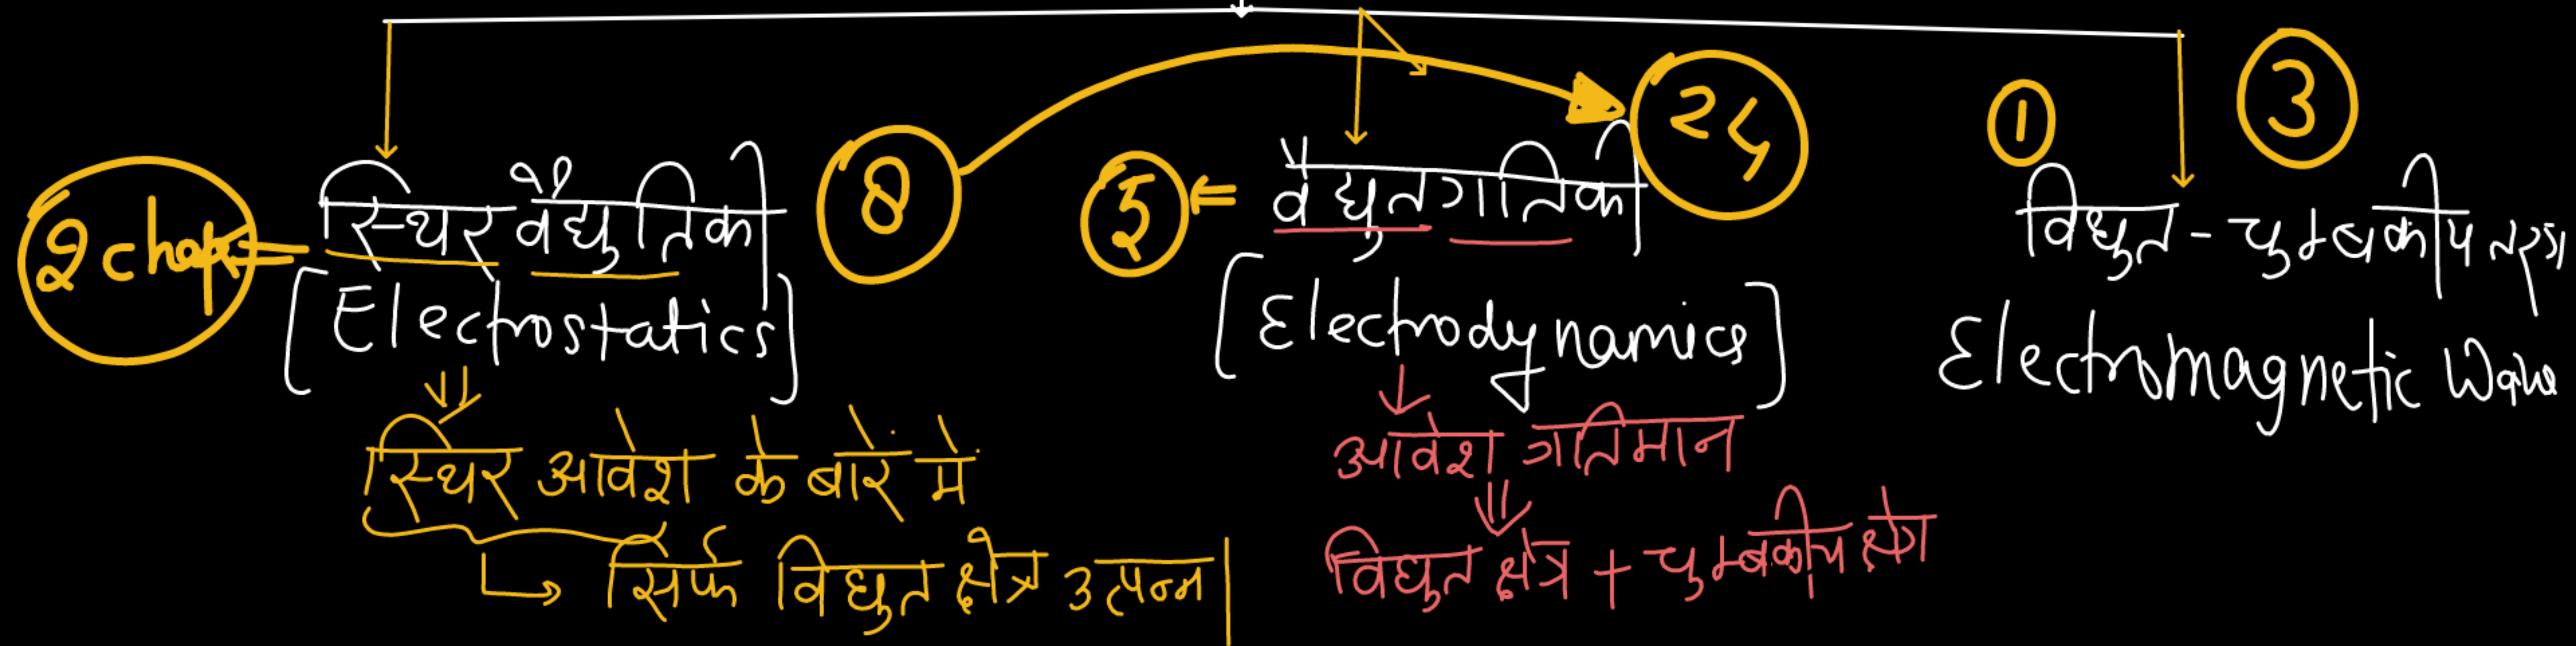 2 chap
स्थिर वैद्युतिकी
[Electrostatics]
स्थिर आवेश के बारें में
सिर्फ विद्युत क्षेत्र उत्पन्न
8
5
वैद्युतगतिकी
24
[Electrodynamics]
आवेश गतिमान
विद्युत क्षेत्र + चुम्बकीय क्षेत्र
1
3
विद्युत - चुम्बकीय तरंग
Electromagnetic Wave